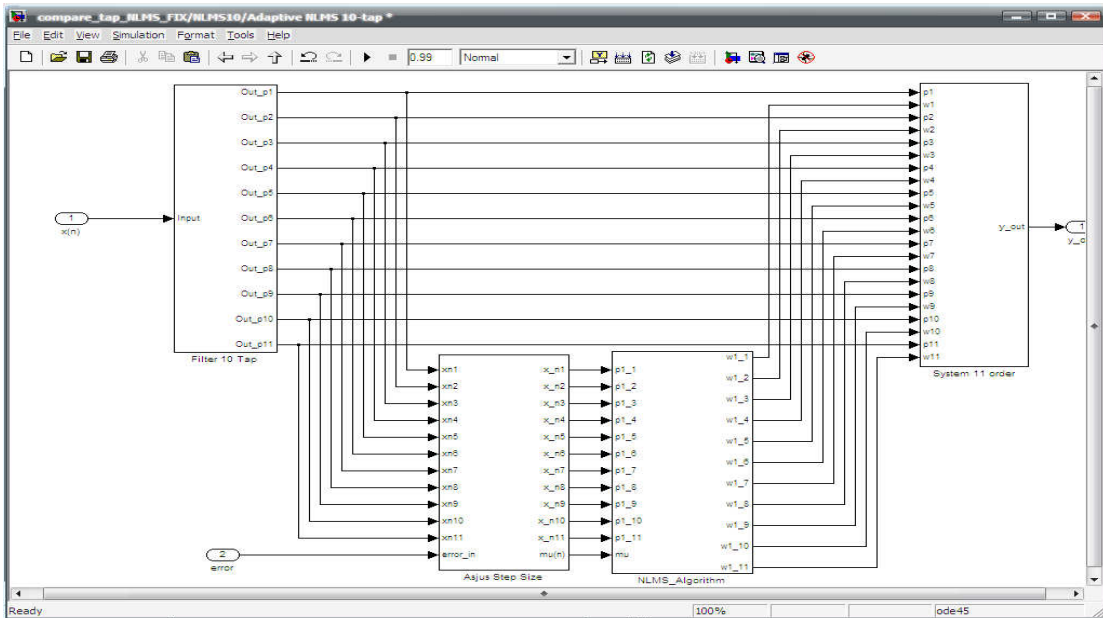 compare_tap_NLMS_FIX/NLMS10/Adaptive NLMS 10-tap *
File Edit View Simulation Format Tools Help
0.99 Normal
Out_p1
Out_p2
Out_p3
Out_p4
Out_p5
Out_p6
Out_p7
Out_p8
Out_p9
Out_p10
Out_p11
Input
Filter 10 Tap
1
x(n)
2
error
xn1
xn2
xn3
xn4
xn5
xn6
xn7
xn8
xn9
xn10
xn11
error_in
x_n1
x_n2
x_n3
x_n4
x_n5
x_n6
x_n7
x_n8
x_n9
x_n10
x_n11
mu(n)
Asjus Step Size
p1_1
p1_2
p1_3
p1_4
p1_5
p1_6
p1_7
p1_8
p1_9
p1_10
p1_11
mu
w1_1
w1_2
w1_3
w1_4
w1_5
w1_6
w1_7
w1_8
w1_9
w1_10
w1_11
NLMS_Algorithm
p1
w1
p2
w2
p3
w3
p4
w4
p5
w5
p6
w6
p7
w7
p8
w8
p9
w9
p10
w10
p11
w11
y_out
System 11 order
1
y_o
Ready 100% ode45